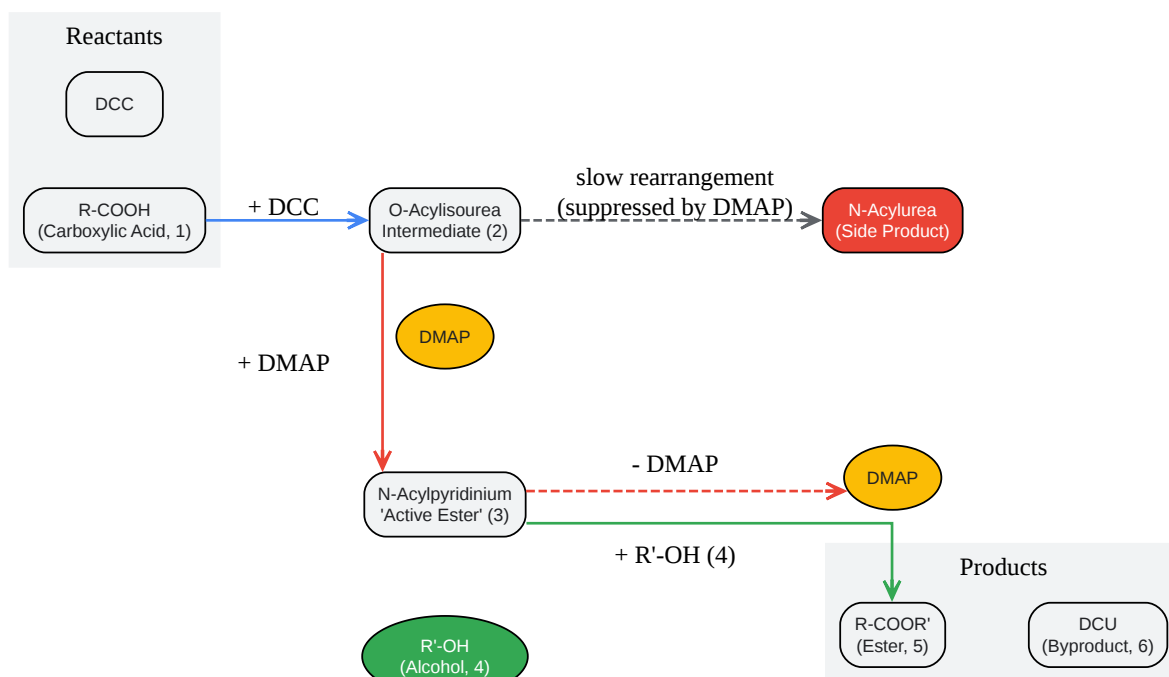 Reactants
DCC
R-COOH
(Carboxylic Acid, 1)
+ DCC
O-Acylisourea
Intermediate (2)
slow rearrangement
(suppressed by DMAP)
N-Acylurea
(Side Product)
+ DMAP
DMAP
N-Acylpyridinium
'Active Ester' (3)
- DMAP
DMAP
+ R'-OH (4)
Products
R-COOR'
(Ester, 5)
DCU
(Byproduct, 6)
R'-OH
(Alcohol, 4)